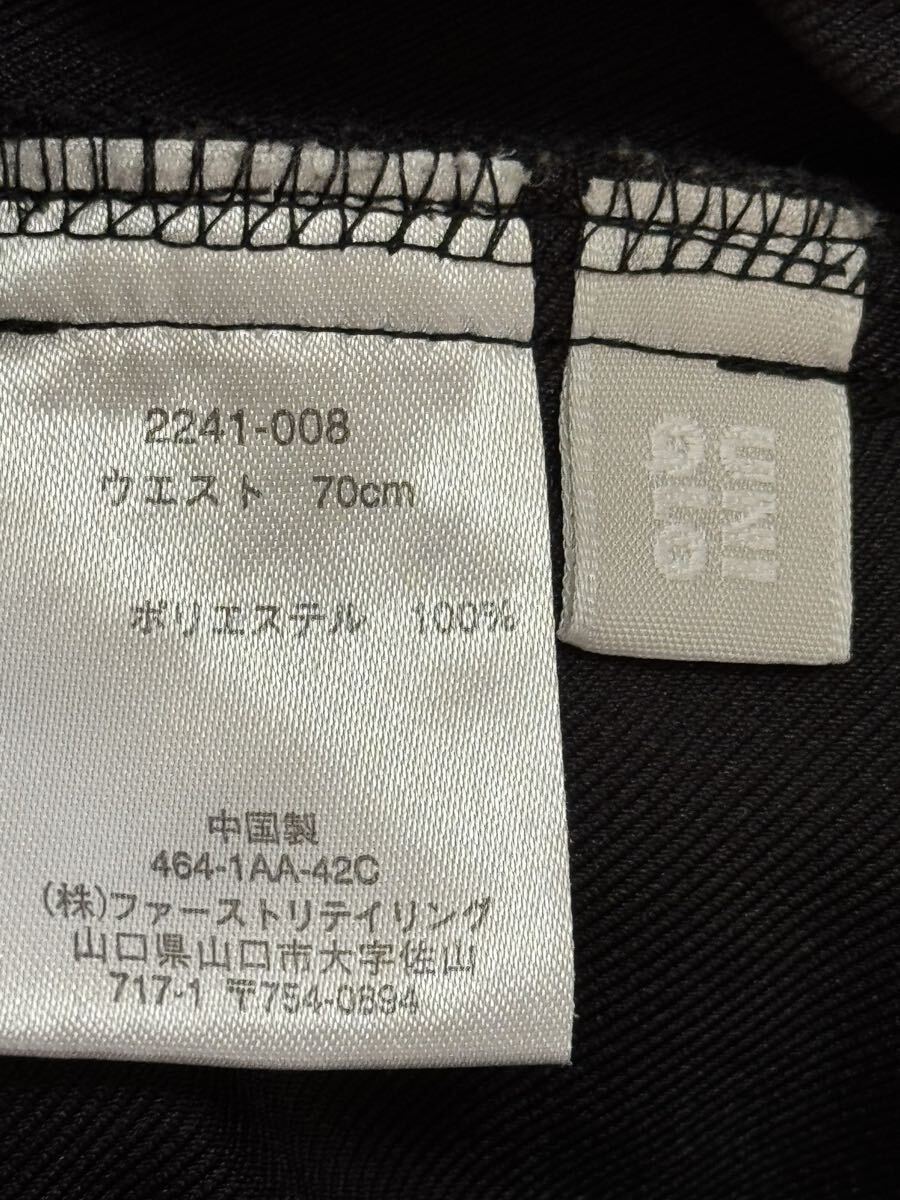 2241-008
ウエスト 70cm
ポリエステル 100%
中国製
464-1AA-42C
(株)ファーストリテイリング
山口県山口市大字佐山
717-1 〒754-0894
UNI
QLO